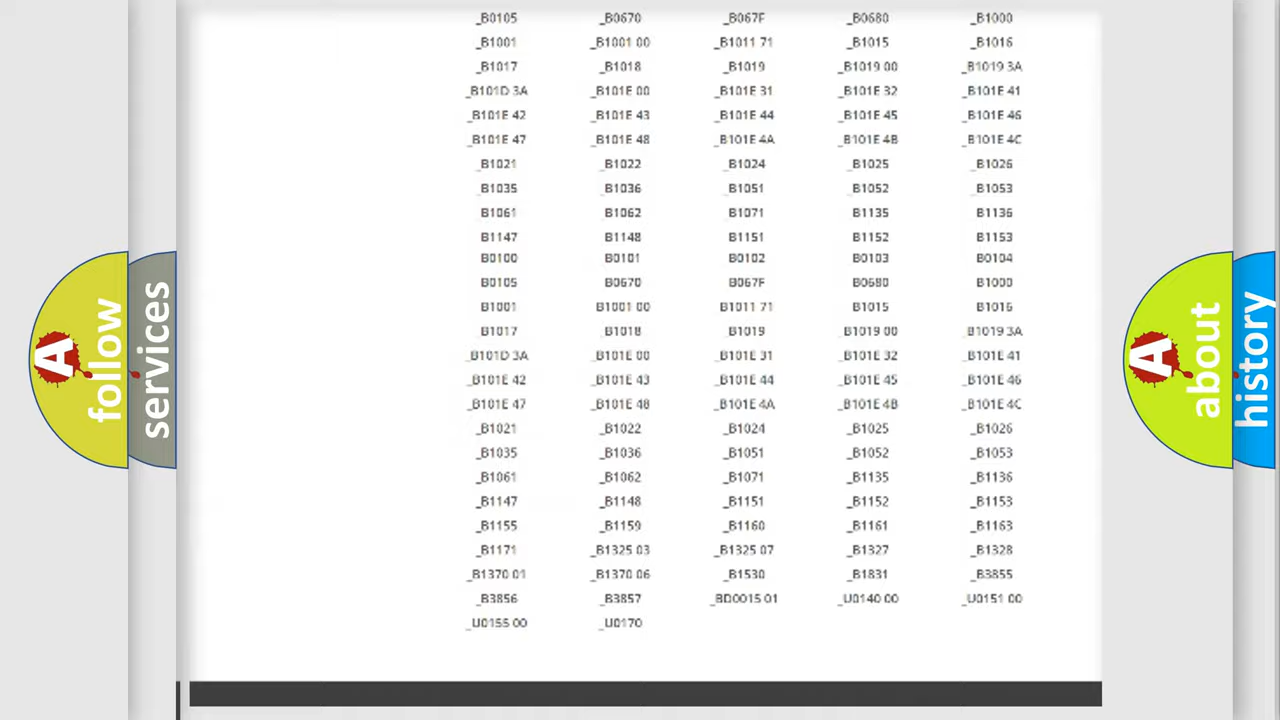 _B0105 _B0670 _B067F _B0680 _B1000
_B1001 _B1001 00 _B1011 71 _B1015 _B1016
_B1017 _B1018 _B1019 _B1019 00 _B1019 3A
_B101D 3A _B101E 00 _B101E 31 _B101E 32 _B101E 41
_B101E 42 _B101E 43 _B101E 44 _B101E 45 _B101E 46
_B101E 47 _B101E 48 _B101E 4A _B101E 4B _B101E 4C
_B1021 _B1022 _B1024 _B1025 _B1026
_B1035 _B1036 _B1051 _B1052 _B1053
B1061 B1062 B1071 B1135 B1136
B1147 B1148 B1151 B1152 B1153
B0100 B0101 B0102 B0103 B0104
B0105 B0670 B067F B0680 B1000
B1001 B1001 00 B1011 71 B1015 B1016
B1017 B1018 B1019 B1019 00 _B1019 3A
_B101D 3A _B101E 00 _B101E 31 _B101E 32 _B101E 41
_B101E 42 _B101E 43 _B101E 44 _B101E 45 _B101E 46
_B101E 47 _B101E 48 _B101E 4A _B101E 4B _B101E 4C
_B1021 _B1022 _B1024 _B1025 _B1026
_B1035 _B1036 _B1051 _B1052 _B1053
_B1061 _B1062 _B1071 _B1135 _B1136
_B1147 _B1148 _B1151 _B1152 _B1153
_B1155 _B1159 _B1160 _B1161 _B1163
_B1171 _B1325 03 _B1325 07 _B1327 _B1328
_B1370 01 _B1370 06 _B1530 _B1831 _B3855
_B3856 _B3857 _BD0015 01 _U0140 00 _U0151 00
_U0155 00 _U0170
A follow
services
A about
history